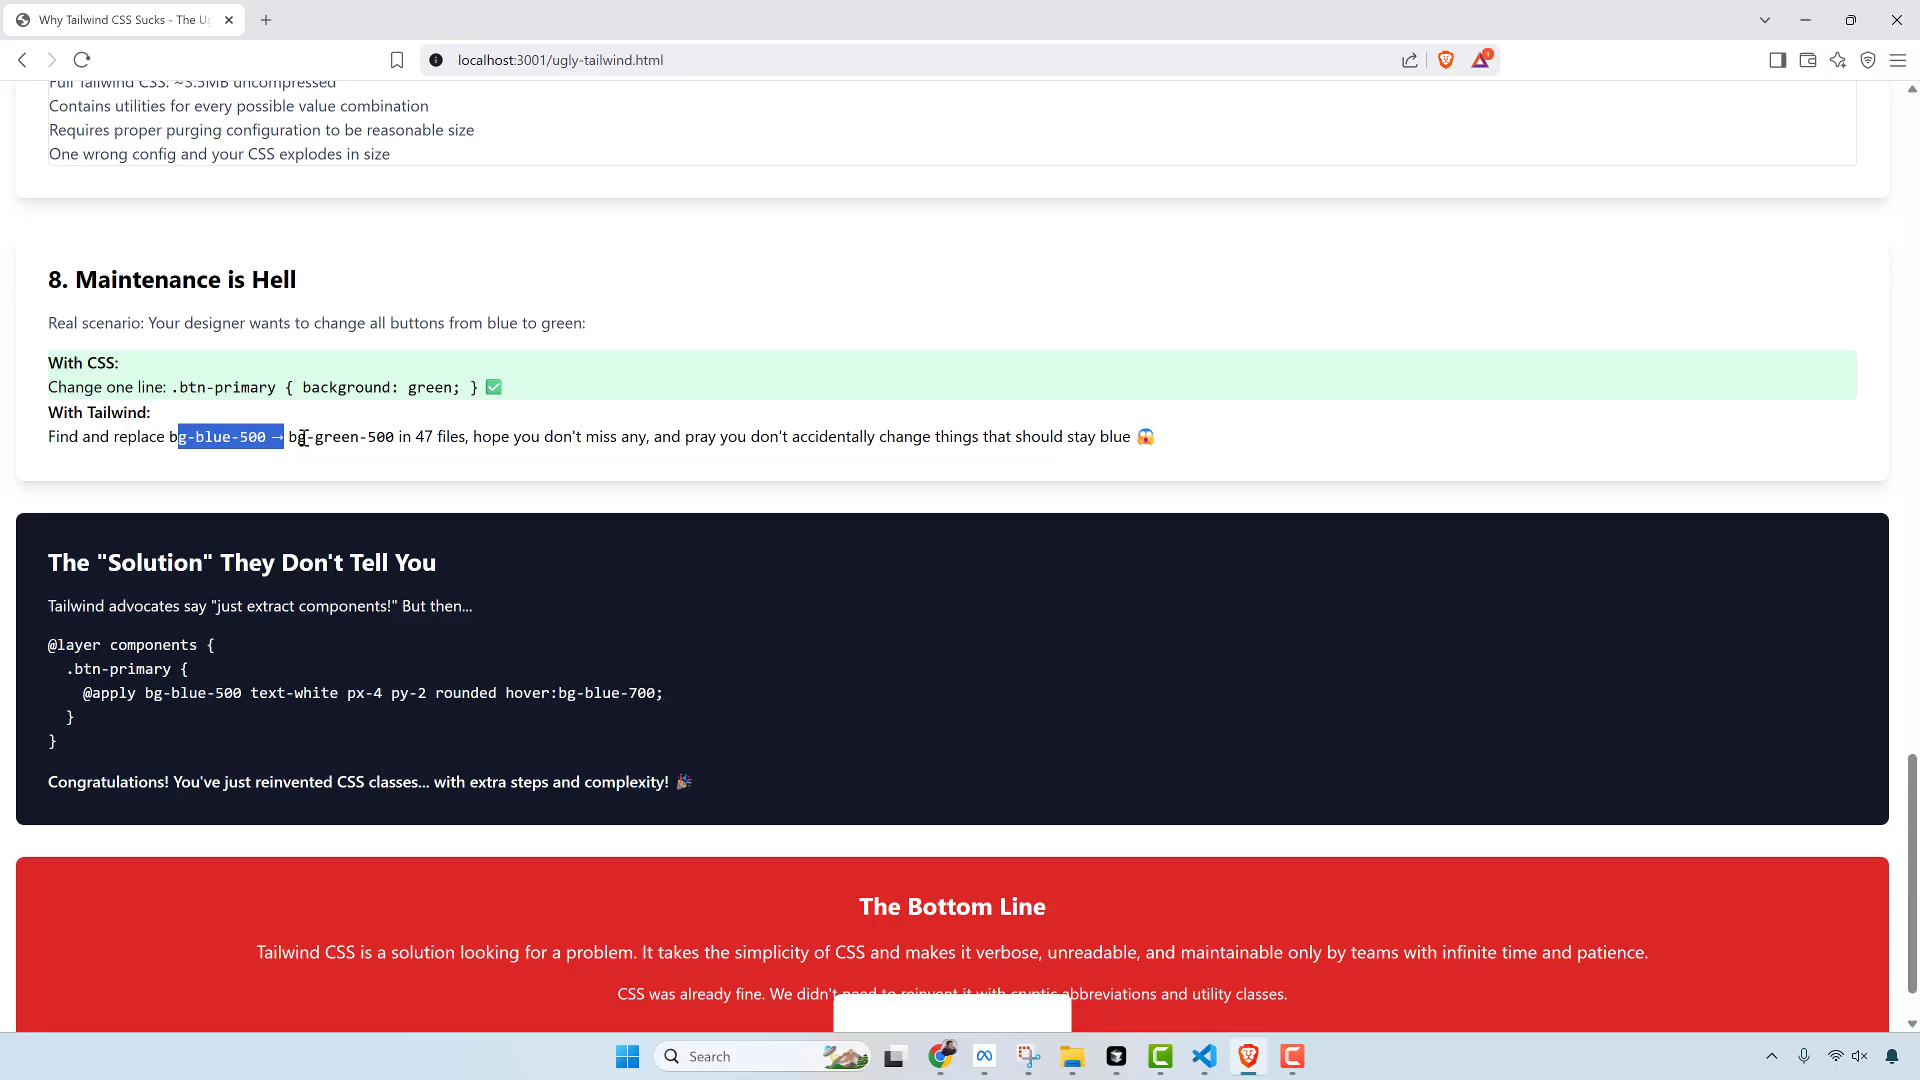 Why Tailwind CSS Sucks - The Ug
localhost:3001/ugly-tailwind.html
1
Full Tailwind CSS: ~3.5MB uncompressed
Contains utilities for every possible value combination
Requires proper purging configuration to be reasonable size
One wrong config and your CSS explodes in size
8. Maintenance is Hell
Real scenario: Your designer wants to change all buttons from blue to green:
With CSS:
Change one line: .btn-primary { background: green; } ✅
With Tailwind:
Find and replace bg-blue-500 → bg-green-500 in 47 files, hope you don't miss any, and pray you don't accidentally change things that should stay blue 😱
The "Solution" They Don't Tell You
Tailwind advocates say "just extract components!" But then...
@layer components {
.btn-primary {
@apply bg-blue-500 text-white px-4 py-2 rounded hover:bg-blue-700;
}
}
Congratulations! You've just reinvented CSS classes... with extra steps and complexity! 🎉
The Bottom Line
Tailwind CSS is a solution looking for a problem. It takes the simplicity of CSS and makes it verbose, unreadable, and maintainable only by teams with infinite time and patience.
CSS was already fine. We didn't need to reinvent it with cryptic abbreviations and utility classes.
Search